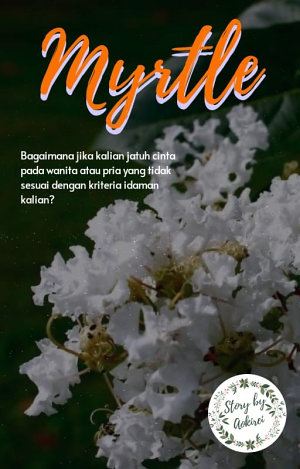 Myrtle
Bagaimana jika kalian jatuh cinta
pada wanita atau pria yang tidak
sesuai dengan kriteria idaman
kalian?
Story by
Aokirei